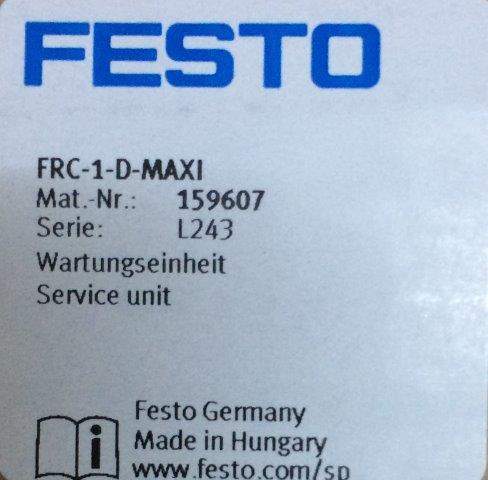 FESTO
FRC-1-D-MAXI
Mat.-Nr.: 159607
Serie: L243
Wartungseinheit
Service unit
Festo Germany
Made in Hungary
www.festo.com/sp